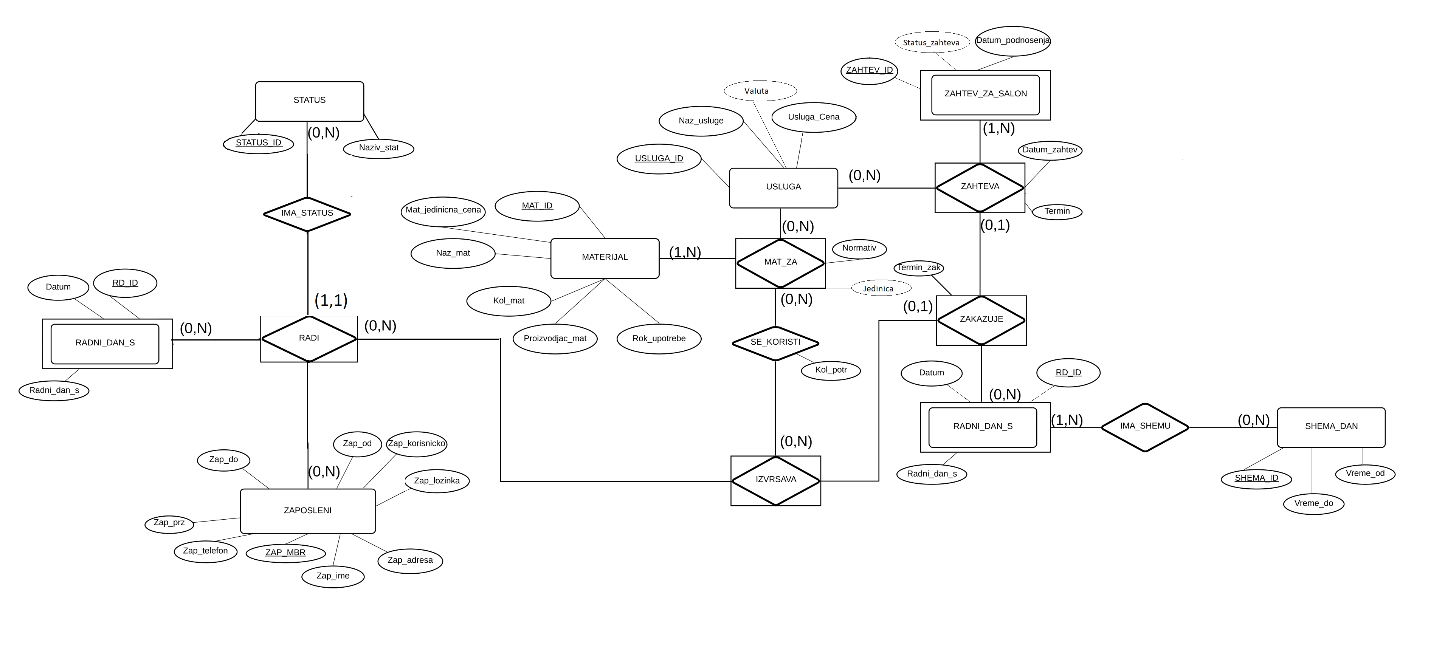 Status_zahteva
Datum_podnosenja
ZAHTEV_ID
ZAHTEV_ZA_SALON
STATUS
(0,N)
STATUS_ID
Naziv_stat
Valuta
Naz_usluge
Usluga_Cena
USLUGA_ID
USLUGA
(0,N)
(1,N)
Datum_zahtev
ZAHTEVA
Termin
(0,1)
(0,N)
IMA_STATUS
Mat_jedinicna_cena
MAT_ID
Naz_mat
MATERIJAL
(1,N)
MAT_ZA
Normativ
Jedinica
(0,N)
Kol_mat
Proizvodjac_mat
Rok_upotrebe
SE_KORISTI
Kol_potr
(0,N)
Termin_zak
(0,1)
ZAKAZUJE
(0,N)
Datum
RD_ID
RADNI_DAN_S
(0,N)
Radni_dan_s
(1,1)
RADI
(0,N)
(0,N)
Datum
RD_ID
RADNI_DAN_S
Radni_dan_s
(1,N)
IMA_SHEMU
(0,N)
SHEMA_DAN
SHEMA_ID
Vreme_do
Vreme_od
IZVRSAVA
Zap_do
Zap_od
Zap_korisnicko
Zap_lozinka
ZAPOSLENI
Zap_prz
Zap_telefon
ZAP_MBR
Zap_ime
Zap_adresa